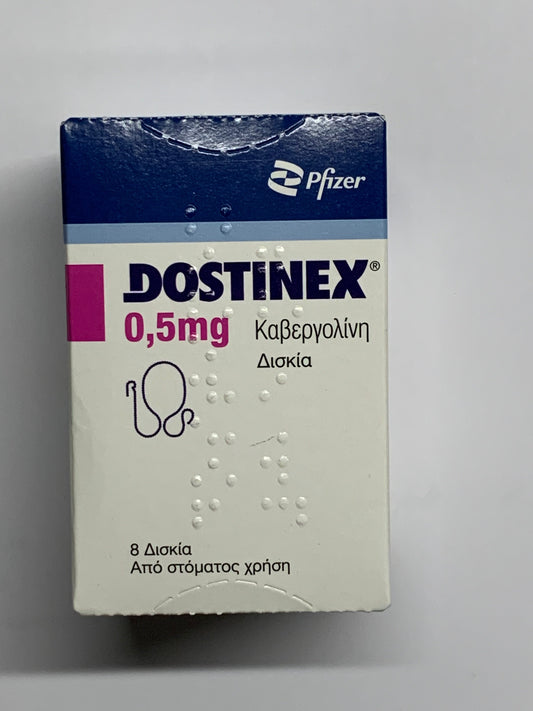 Pfizer
DOSTINEX®
0,5mg Καβεργολίνη
Δισκία
8 Δισκία
Από στόματος χρήση